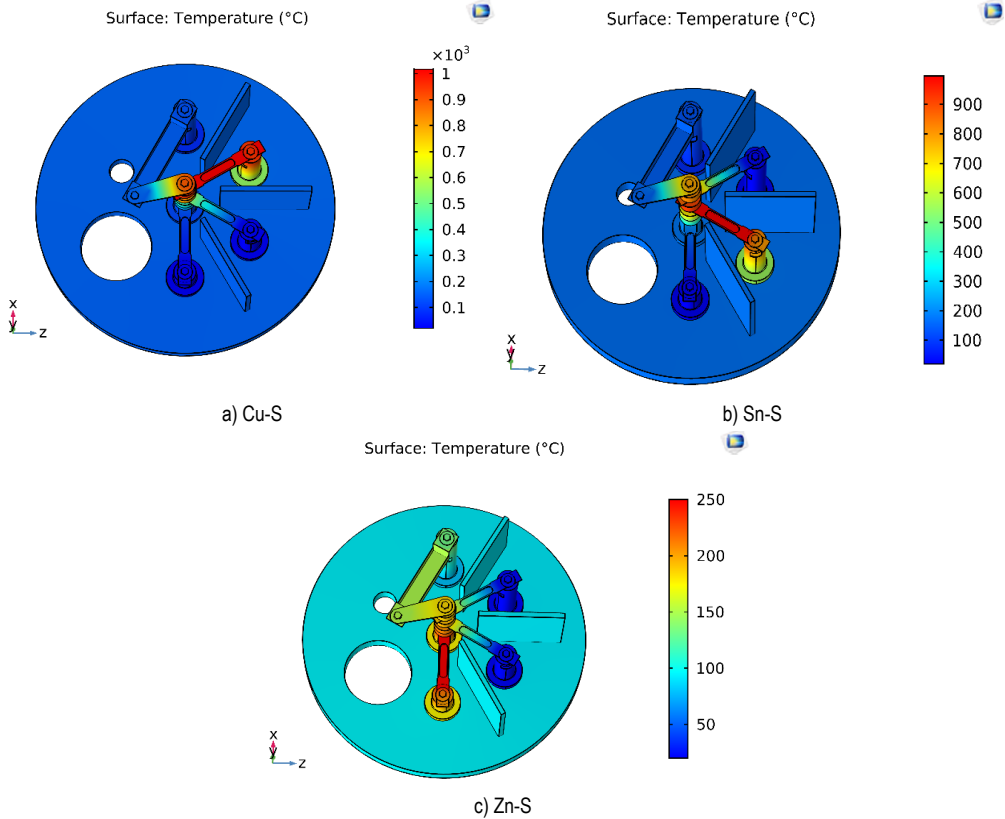 Surface: Temperature (°C)
×10³
1
0.9
0.8
0.7
0.6
0.5
0.4
0.3
0.2
0.1
x
y
z
a) Cu-S
Surface: Temperature (°C)
900
800
700
600
500
400
300
200
100
x
y
z
b) Sn-S
Surface: Temperature (°C)
250
200
150
100
50
x
y
z
c) Zn-S